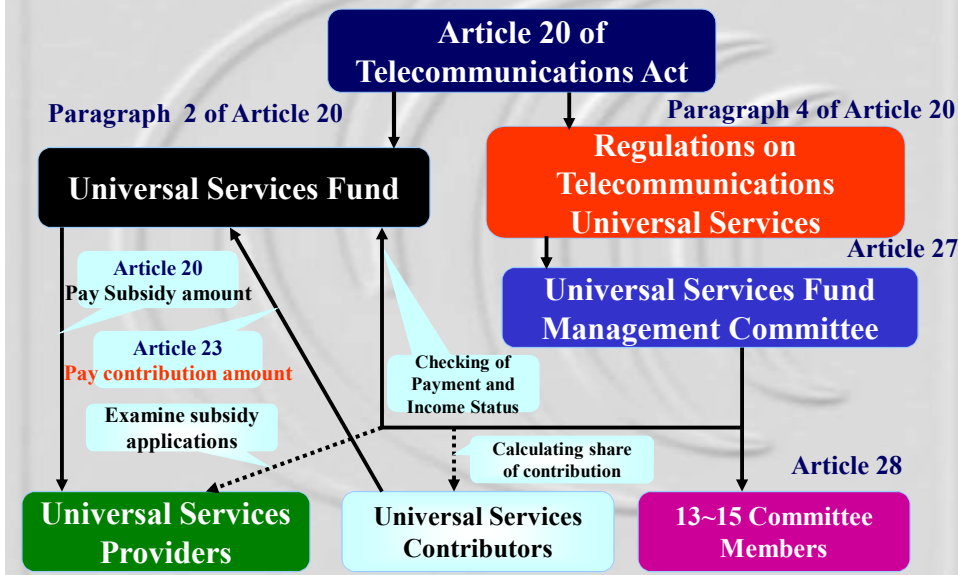 Article 20 of
Telecommunications Act
Paragraph 2 of Article 20
Paragraph 4 of Article 20
Universal Services Fund
Regulations on
Telecommunications
Universal Services
Article 27
Article 20
Pay Subsidy amount
Universal Services Fund
Management Committee
Article 23
Pay contribution amount
Checking of
Payment and
Income Status
Examine subsidy
applications
Calculating share
of contribution
Article 28
Universal Services
Providers
Universal Services
Contributors
13~15 Committee
Members